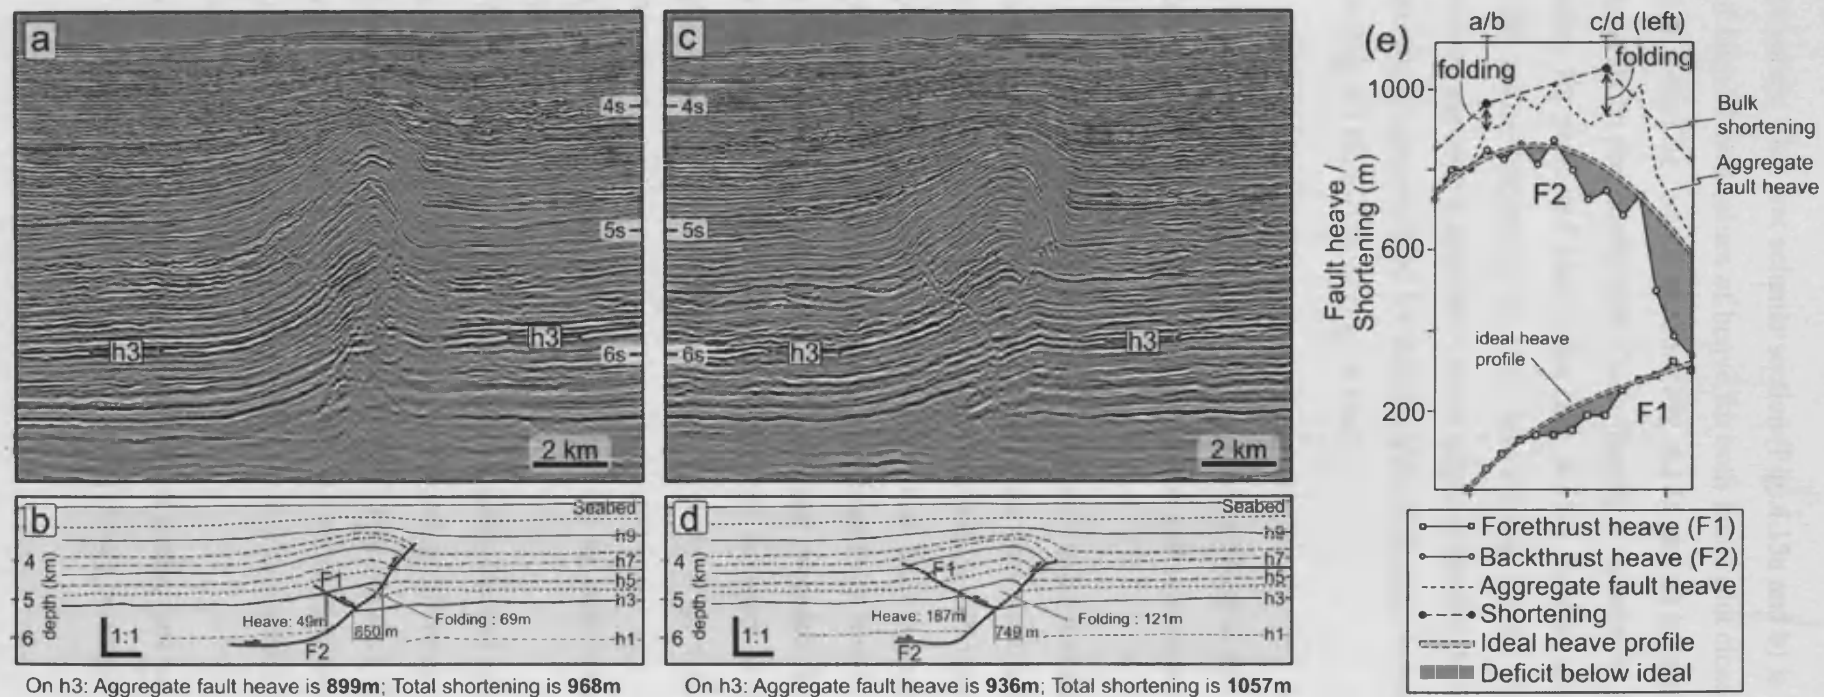 a
4s
5s
h3
h3
6s
2 km
c
h3
h3
2 km
b
Seabed
h9
4
h7
F1
h5
5
h3
depth (km)
Heave: 49m
Folding : 69m
1:1
850 m
6
h1
F2
On h3: Aggregate fault heave is 899m; Total shortening is 968m
d
Seabed
h9
4
h7
F1
h5
5
h3
depth (km)
Heave: 187m
Folding : 121m
1:1
749 m
6
h1
F2
On h3: Aggregate fault heave is 936m; Total shortening is 1057m
(e)
a/b
c/d (left)
folding
folding
1000
Bulk
shortening
Aggregate
fault heave
F2
Fault heave /
Shortening (m)
600
ideal heave
profile
F1
200
Forethrust heave (F1)
Backthrust heave (F2)
Aggregate fault heave
Shortening
Ideal heave profile
Deficit below ideal